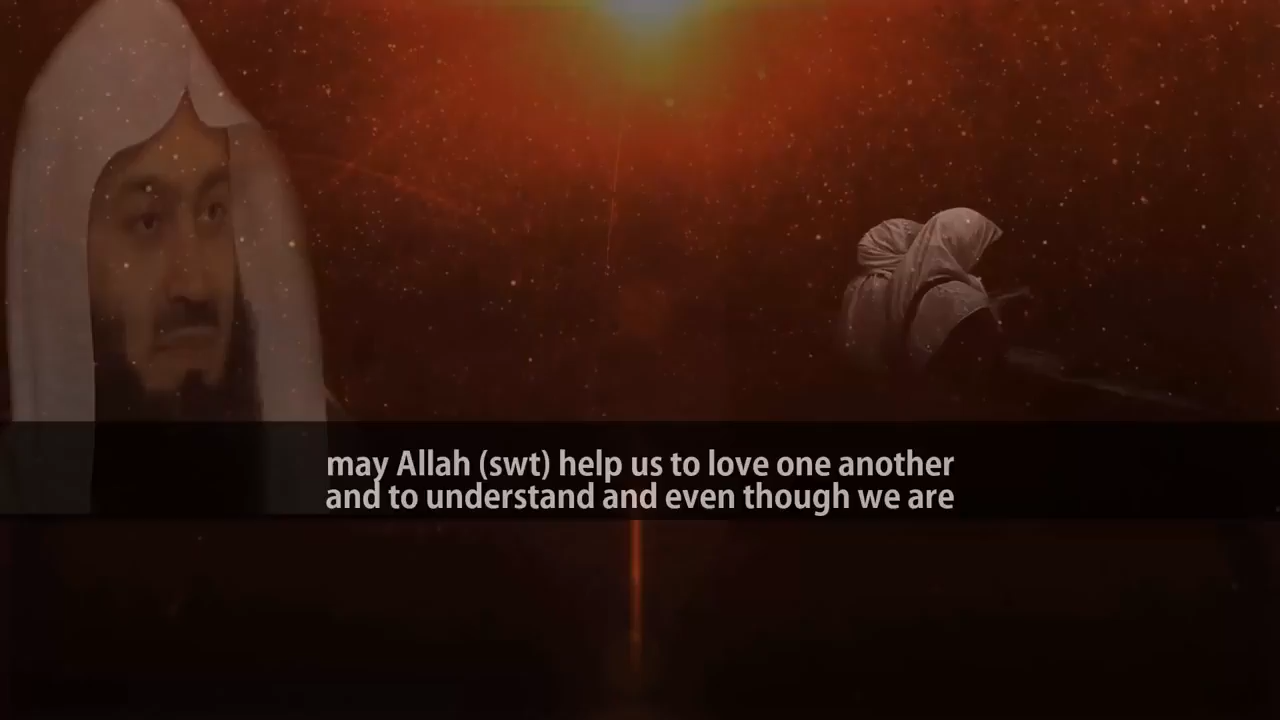 may Allah (swt) help us to love one another
and to understand and even though we are